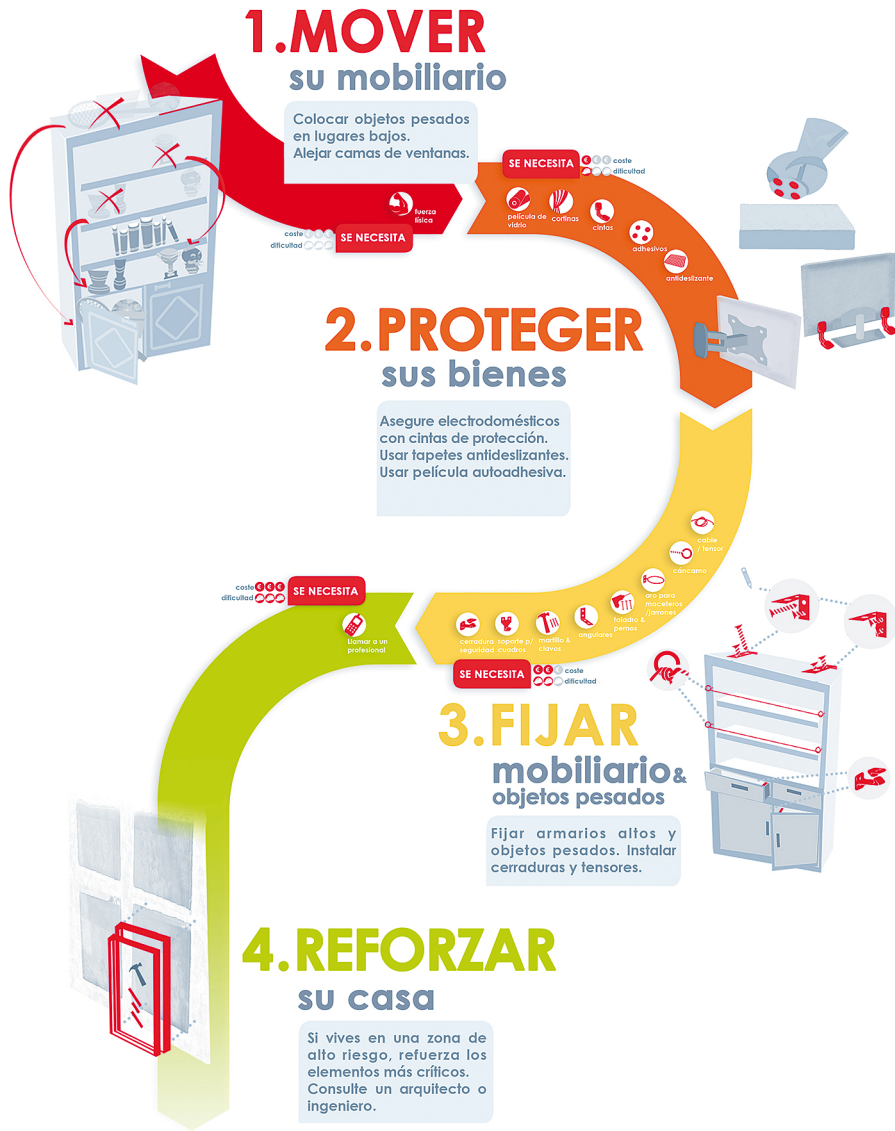 1.MOVER
su mobiliario
Colocar objetos pesados
en lugares bajos.
Alejar camas de ventanas.
fuerza
física
coste
dificultad
SE NECESITA
SE NECESITA
coste
dificultad
película de
vidrio
cortinas
cintas
adhesivos
antideslizante
2.PROTEGER
sus bienes
Asegure electrodomésticos
con cintas de protección.
Usar tapetes antideslizantes.
Usar película autoadhesiva.
cable
/ tensor
cáncamo
aro para
maceteros
/jarrones
taladro &
pernos
angulares
martillo &
clavos
soporte p/
cuadros
cerradura
seguridad
SE NECESITA
coste
dificultad
3.FIJAR
mobiliario&
objetos pesados
Fijar armarios altos y
objetos pesados. Instalar
cerraduras y tensores.
coste
dificultad
SE NECESITA
Llamar a un
profesional
4.REFORZAR
su casa
Si vives en una zona de
alto riesgo, refuerza los
elementos más críticos.
Consulte un arquitecto o
ingeniero.